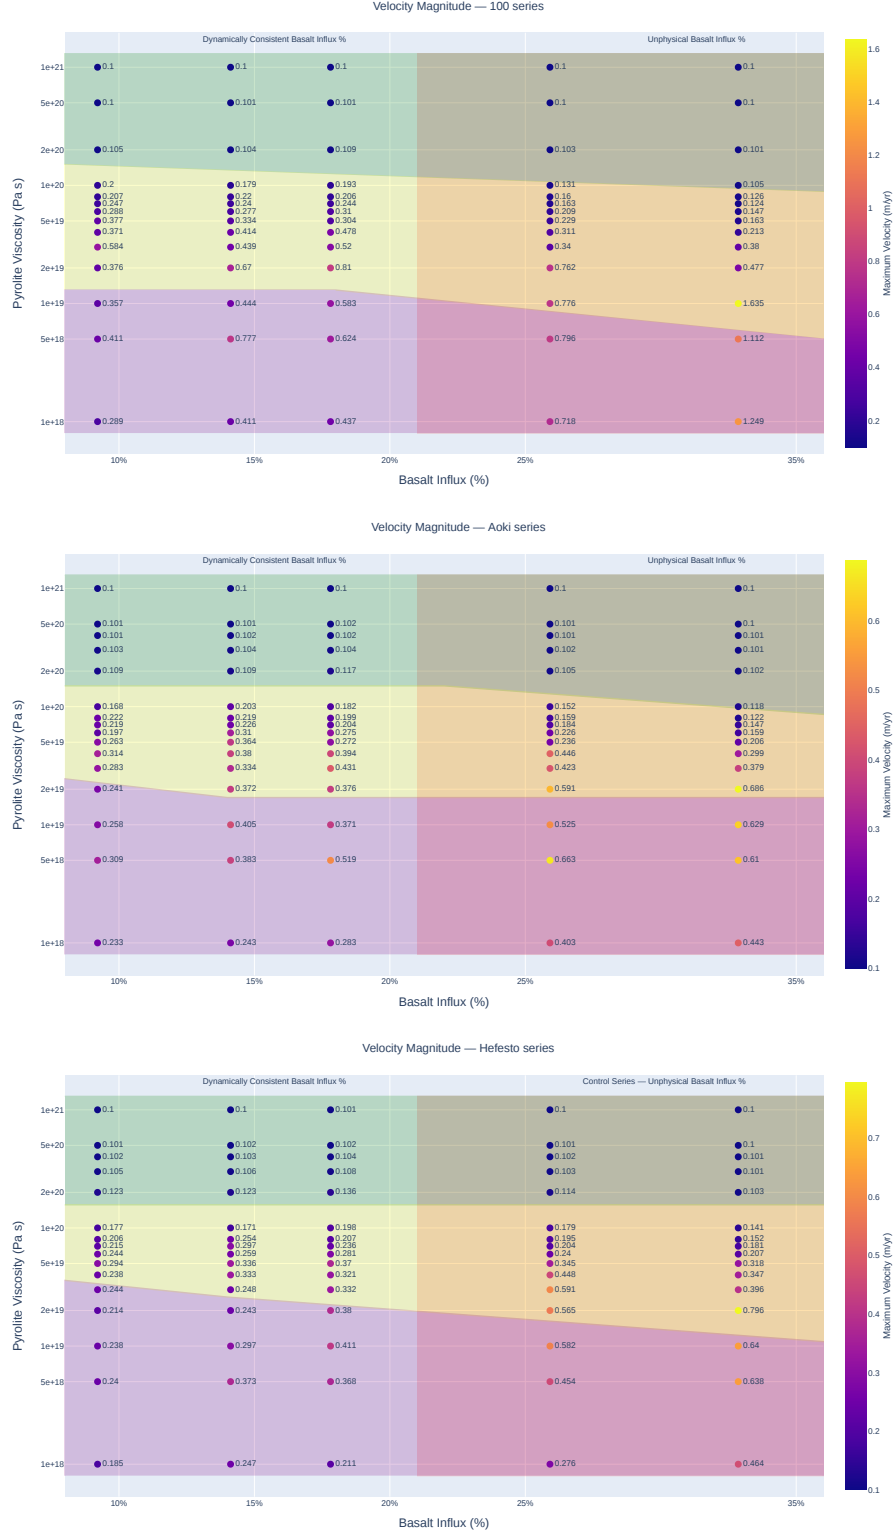 Velocity Magnitude — 100 series
Dynamically Consistent Basalt Influx % Unphysical Basalt Influx %
1e+21 0.1 0.1 0.1 0.1 0.1
5e+20 0.1 0.101 0.101 0.1 0.1
2e+20 0.105 0.104 0.109 0.103 0.101
1e+20 0.2 0.179 0.193 0.131 0.105
0.207 0.22 0.206 0.16 0.126
0.247 0.24 0.244 0.163 0.124
0.288 0.277 0.31 0.209 0.147
5e+19 0.377 0.334 0.304 0.229 0.163
0.371 0.414 0.478 0.311 0.213
0.584 0.439 0.52 0.34 0.38
2e+19 0.376 0.67 0.81 0.762 0.477
1e+19 0.357 0.444 0.583 0.776 1.635
5e+18 0.411 0.777 0.624 0.796 1.112
1e+18 0.289 0.411 0.437 0.718 1.249
10% 15% 20% 25% 35%
Basalt Influx (%)
Pyrolite Viscosity (Pa s)
1.6
1.4
1.2
1
0.8
0.6
0.4
0.2
Maximum Velocity (m/yr)
Velocity Magnitude — Aoki series
Dynamically Consistent Basalt Influx % Unphysical Basalt Influx %
1e+21 0.1 0.1 0.1 0.1 0.1
5e+20 0.101 0.101 0.102 0.101 0.1
0.101 0.102 0.102 0.101 0.101
0.103 0.104 0.104 0.102 0.101
2e+20 0.109 0.109 0.117 0.105 0.102
1e+20 0.168 0.203 0.182 0.152 0.118
0.222 0.219 0.199 0.159 0.122
0.219 0.226 0.204 0.184 0.147
0.197 0.31 0.275 0.226 0.159
5e+19 0.263 0.364 0.272 0.236 0.206
0.314 0.38 0.394 0.446 0.299
0.283 0.334 0.431 0.423 0.379
2e+19 0.241 0.372 0.376 0.591 0.686
1e+19 0.258 0.405 0.371 0.525 0.629
5e+18 0.309 0.383 0.519 0.663 0.61
1e+18 0.233 0.243 0.283 0.403 0.443
10% 15% 20% 25% 35%
Basalt Influx (%)
Pyrolite Viscosity (Pa s)
0.6
0.5
0.4
0.3
0.2
0.1
Maximum Velocity (m/yr)
Velocity Magnitude — Hefesto series
Dynamically Consistent Basalt Influx % Control Series — Unphysical Basalt Influx %
1e+21 0.1 0.1 0.101 0.1 0.1
5e+20 0.101 0.102 0.102 0.101 0.1
0.102 0.103 0.104 0.102 0.101
0.105 0.106 0.108 0.103 0.101
2e+20 0.123 0.123 0.136 0.114 0.103
1e+20 0.177 0.171 0.198 0.179 0.141
0.206 0.254 0.207 0.195 0.152
0.215 0.297 0.236 0.204 0.181
0.244 0.259 0.281 0.24 0.207
5e+19 0.294 0.336 0.37 0.345 0.318
0.238 0.333 0.321 0.448 0.347
0.244 0.248 0.332 0.591 0.396
2e+19 0.214 0.243 0.38 0.565 0.796
1e+19 0.238 0.297 0.411 0.582 0.64
5e+18 0.24 0.373 0.368 0.454 0.638
1e+18 0.185 0.247 0.211 0.276 0.464
10% 15% 20% 25% 35%
Basalt Influx (%)
Pyrolite Viscosity (Pa s)
0.7
0.6
0.5
0.4
0.3
0.2
0.1
Maximum Velocity (m/yr)